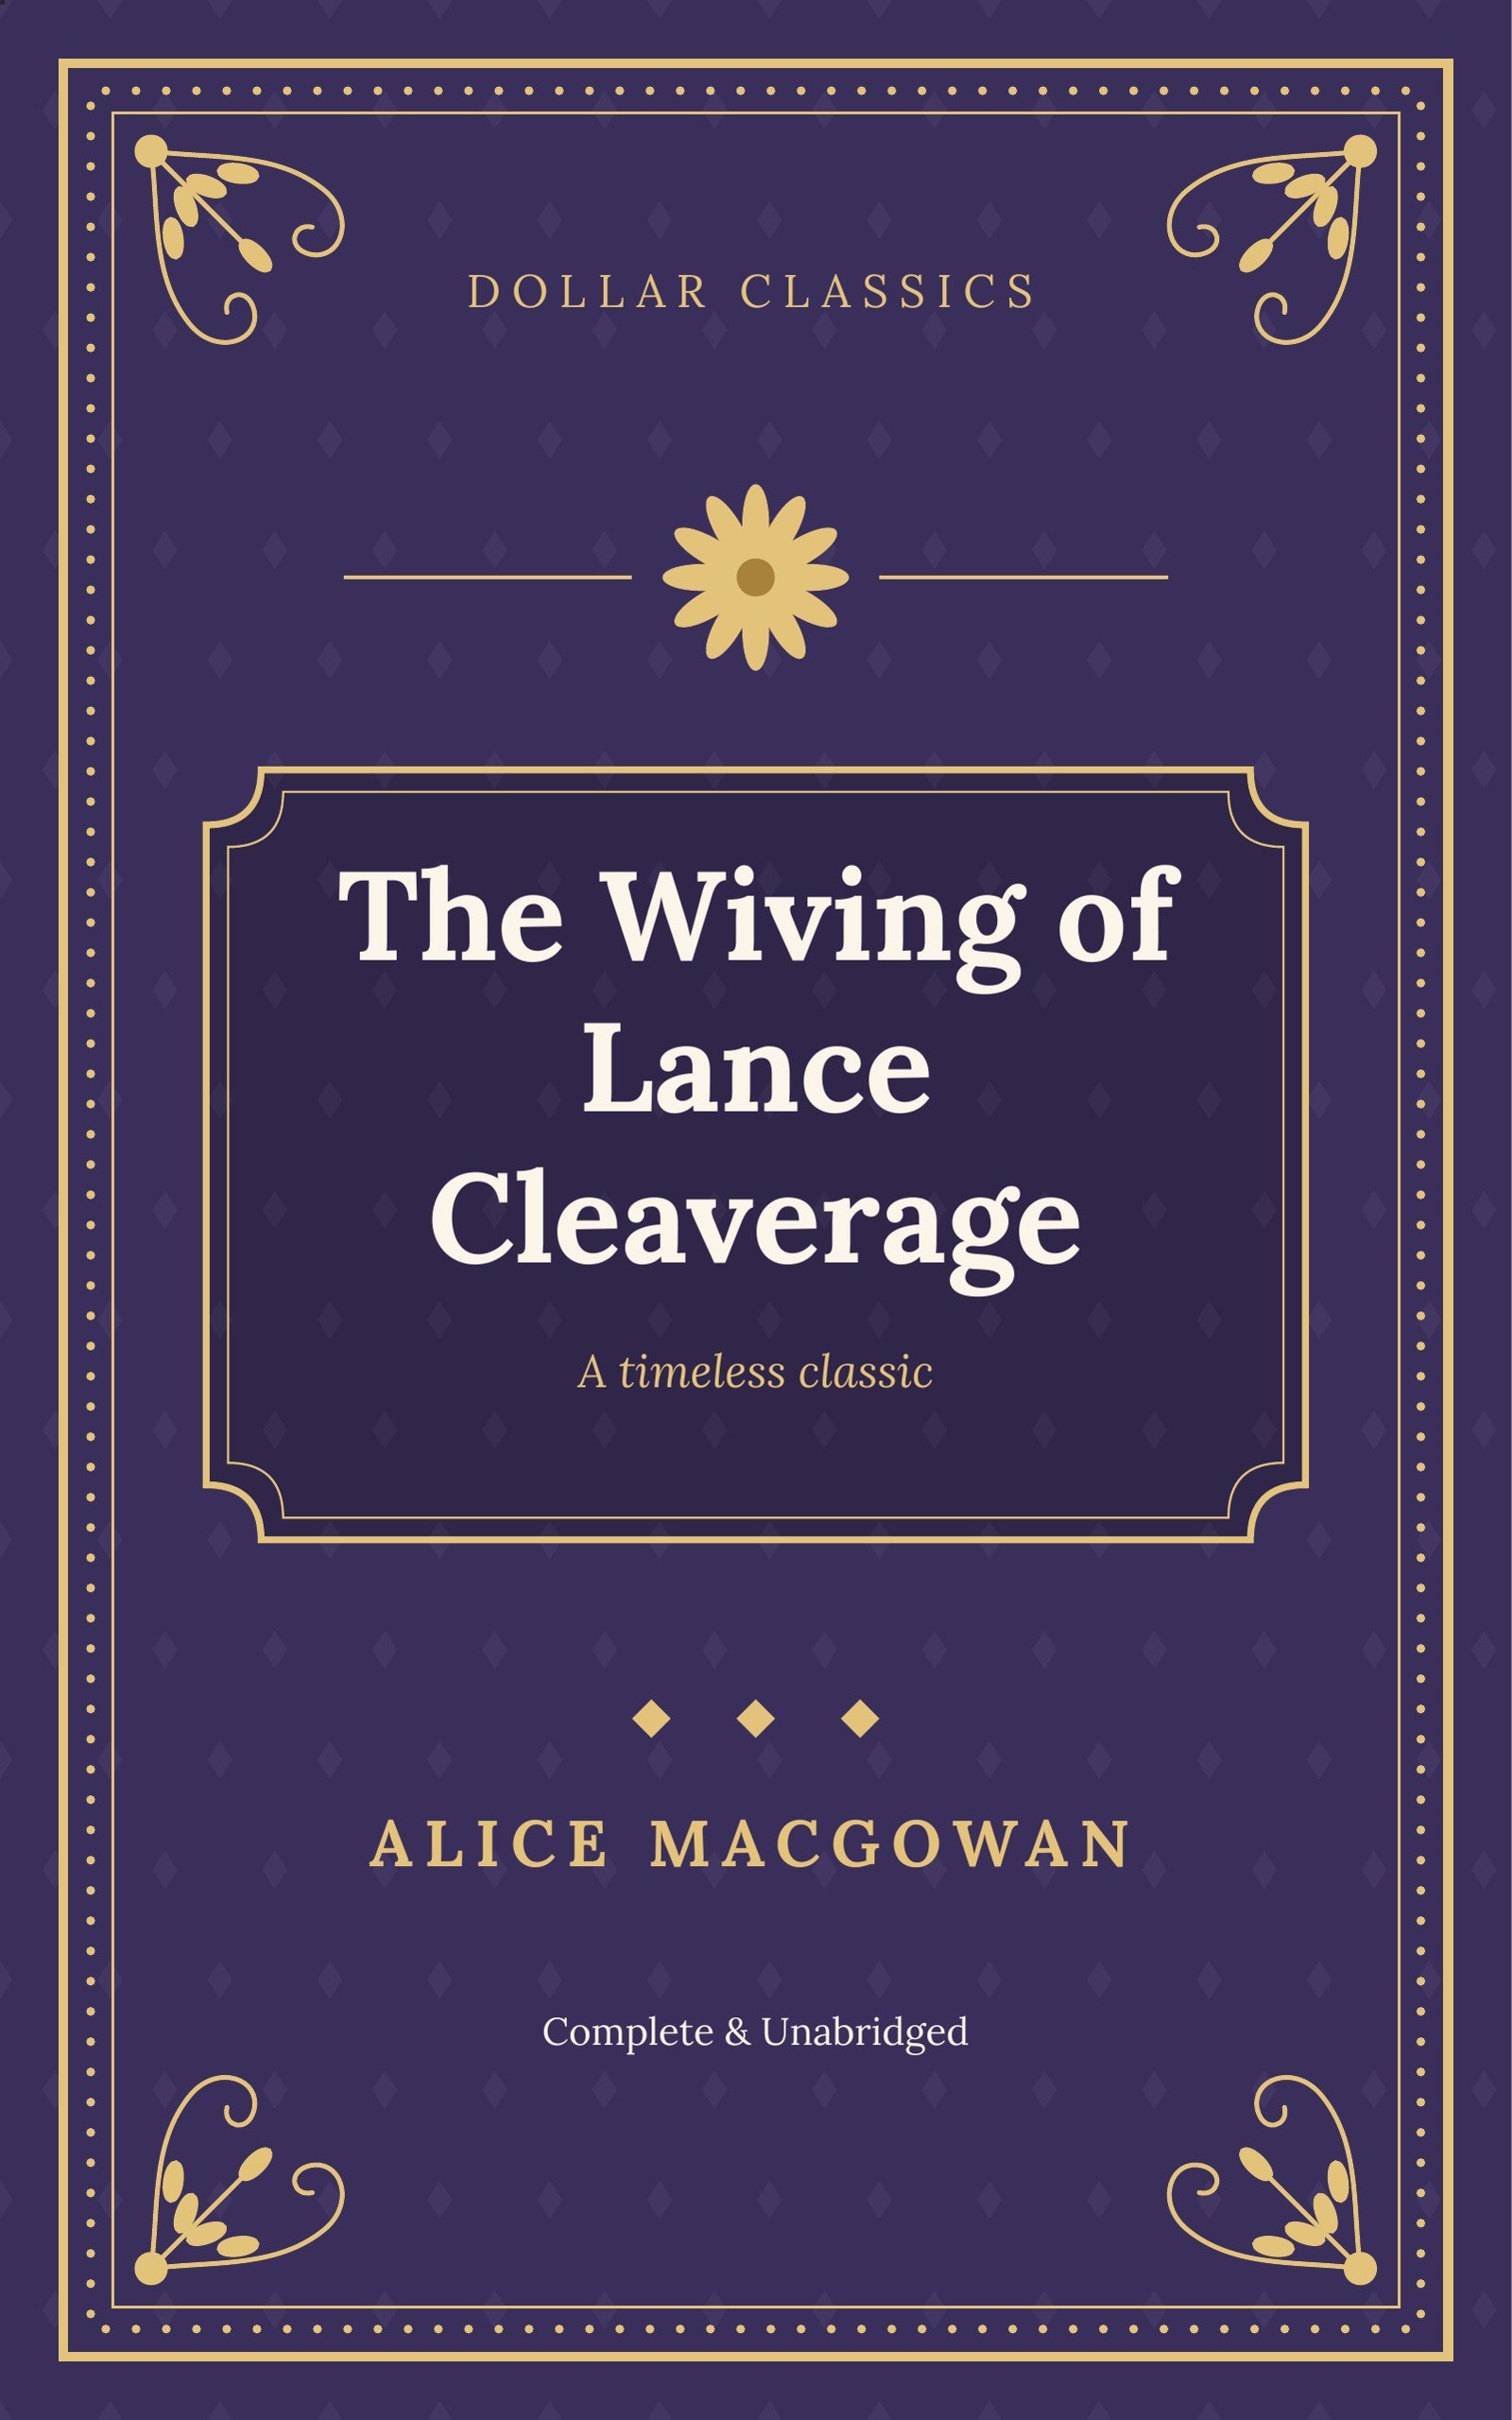 DOLLAR CLASSICS
The Wiving of
Lance
Cleaverage
A timeless classic
ALICE MACGOWAN
Complete & Unabridged